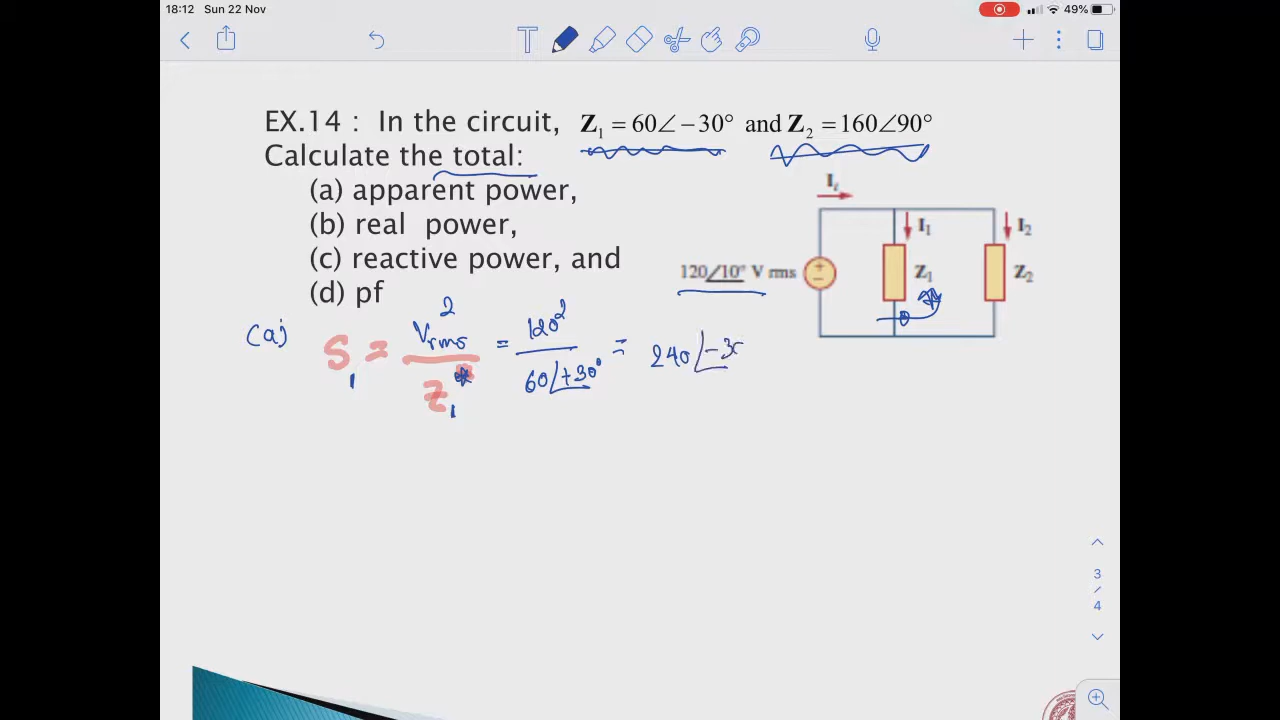 18:12 Sun 22 Nov
49%
EX.14 : In the circuit, Z₁ = 60∠−30° and Z₂ = 160∠90°
Calculate the total:
(a) apparent power,
(b) real power,
(c) reactive power, and
(d) pf
I₁ I₂
120∠10° V rms Z₁ Z₂
(a) S₁ = V²rms / Z₁* = 120² / 60∠+30° = 240∠−30
3
/
4